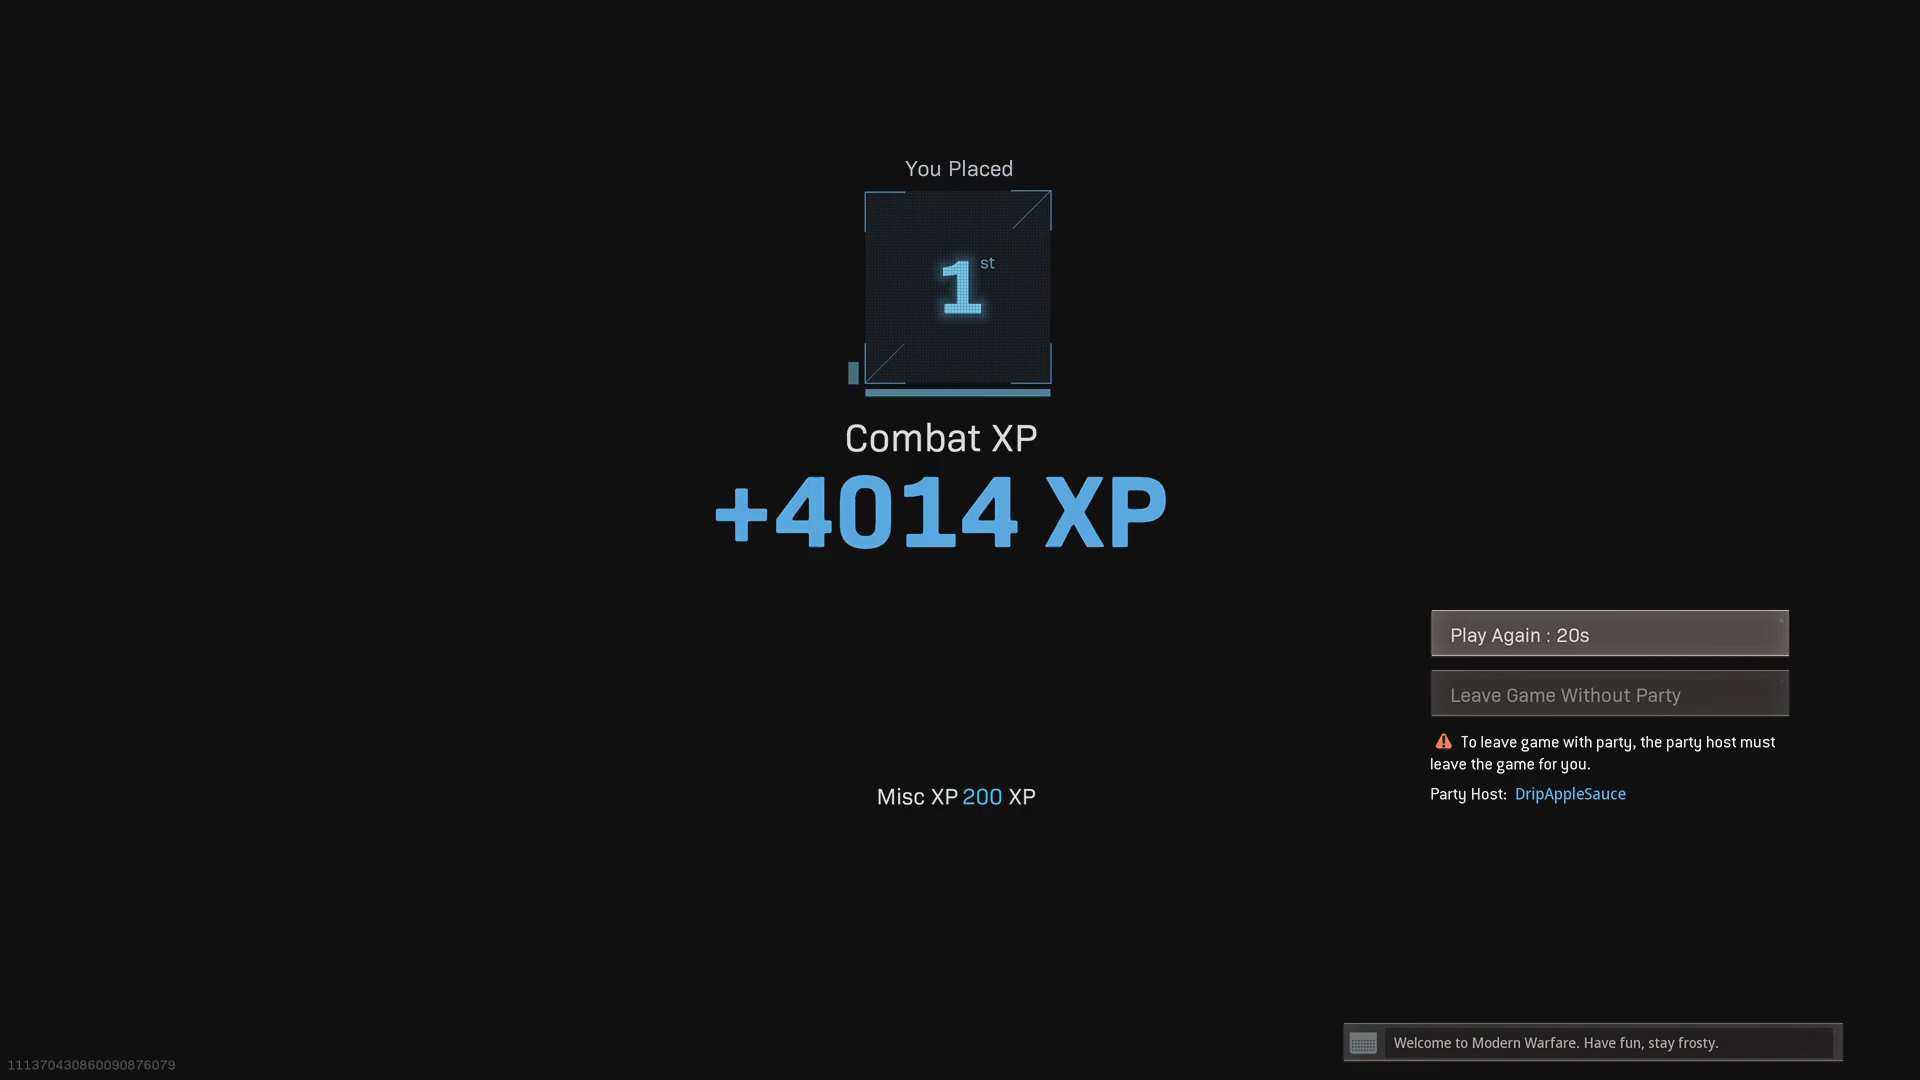 You Placed
1st
Combat XP
+4014 XP
Misc XP 200 XP
Play Again : 20s
Leave Game Without Party
To leave game with party, the party host must
leave the game for you.
Party Host: DripAppleSauce
Welcome to Modern Warfare. Have fun, stay frosty.
111370430860090876079